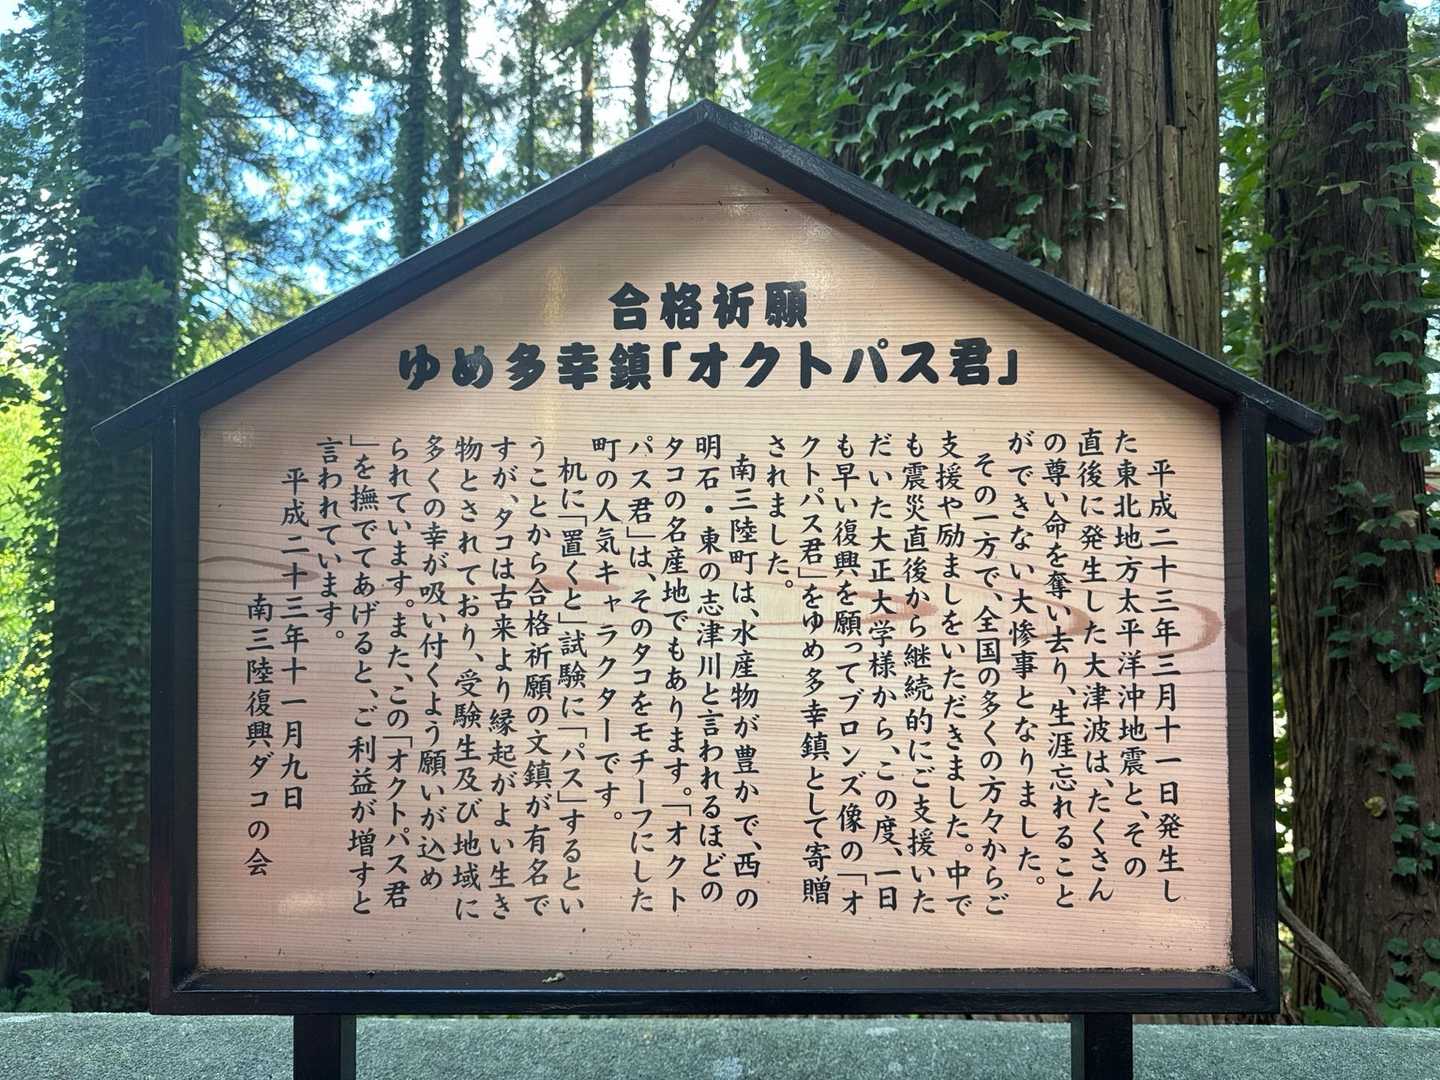 合格祈願
ゆめ多幸鎮「オクトパス君」
平成二十三年三月十一日発生し
た東北地方太平洋沖地震と、その
直後に発生した大津波は、たくさん
の尊い命を奪い去り、生涯忘れること
ができない大惨事となりました。
その一方で、全国の多くの方々からご
支援や励ましをいただきました。中で
も震災直後から継続的にご支援いた
だいた大正大学様から、この度、一日
も早い復興を願ってブロンズ像の「オ
クトパス君」をゆめ多幸鎮として寄贈
されました。
南三陸町は、水産物が豊かで、西の
明石・東の志津川と言われるほどの
タコの名産地でもあります。「オクト
パス君」は、そのタコをモチーフにした
町の人気キャラクターです。
机に「置くと」試験に「パス」するとい
うことから合格祈願の文鎮が有名で
すが、タコは古来より縁起がよい生き
物とされており、受験生及び地域に
多くの幸が吸い付くよう願いが込め
られています。また、この「オクトパス君
」を撫でてあげると、ご利益が増すと
言われています。
平成二十三年十一月九日
南三陸復興ダコの会